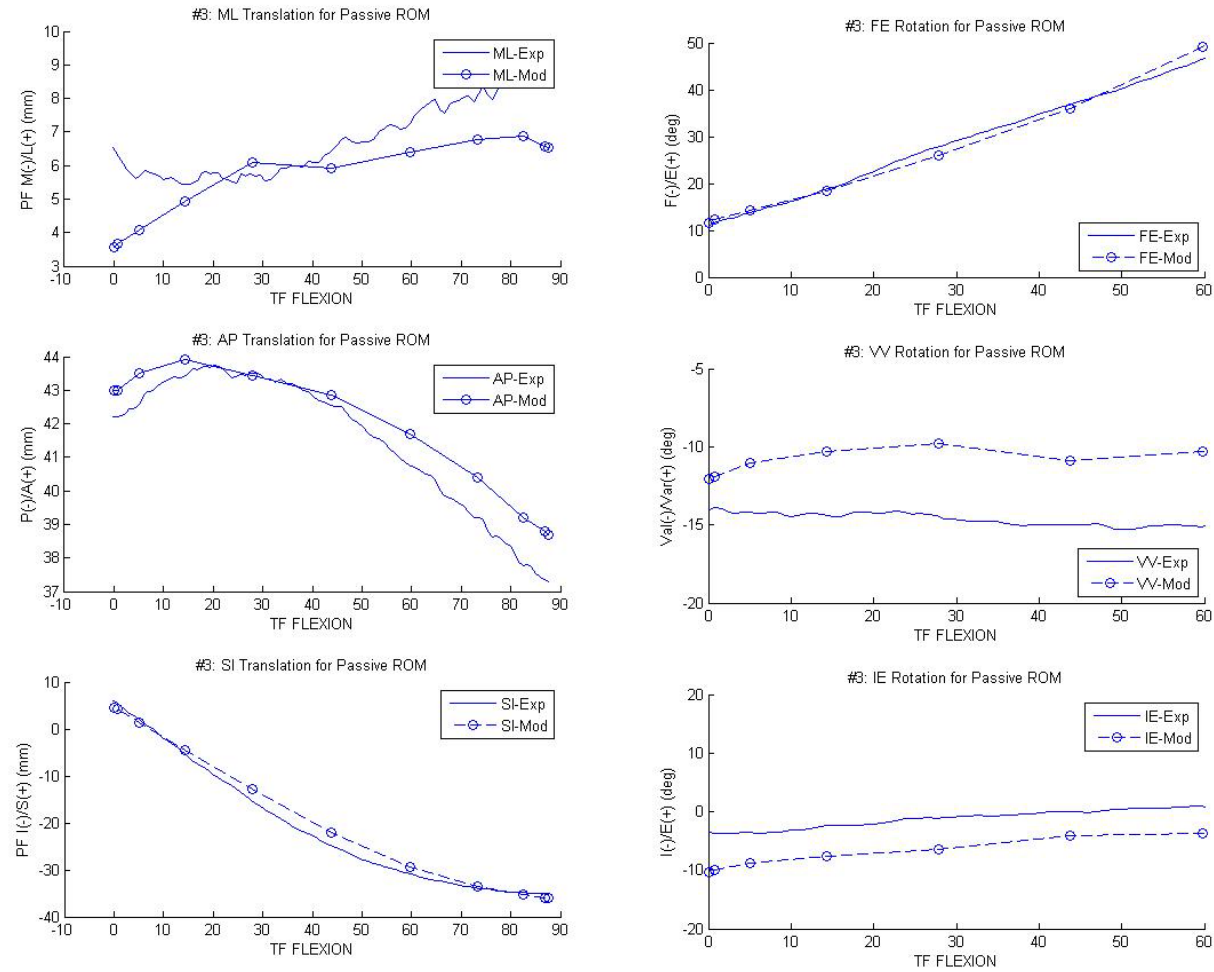 #3: ML Translation for Passive ROM
PF M(-)/L(+) (mm)
10
9
8
7
6
5
4
3
-10 0 10 20 30 40 50 60 70 80 90
TF FLEXION
ML-Exp
ML-Mod
#3: FE Rotation for Passive ROM
F(-)/E(+) (deg)
50
40
30
20
10
0
0 10 20 30 40 50 60
TF FLEXION
FE-Exp
FE-Mod
#3: AP Translation for Passive ROM
P(-)/A(+) (mm)
44
43
42
41
40
39
38
37
-10 0 10 20 30 40 50 60 70 80 90
TF FLEXION
AP-Exp
AP-Mod
#3: VV Rotation for Passive ROM
Val(-)/Var(+) (deg)
-5
-10
-15
-20
0 10 20 30 40 50 60
TF FLEXION
VV-Exp
VV-Mod
#3: SI Translation for Passive ROM
PF I(-)/S(+) (mm)
10
0
-10
-20
-30
-40
-10 0 10 20 30 40 50 60 70 80 90
TF FLEXION
SI-Exp
SI-Mod
#3: IE Rotation for Passive ROM
I(-)/E(+) (deg)
20
10
0
-10
-20
0 10 20 30 40 50 60
TF FLEXION
IE-Exp
IE-Mod